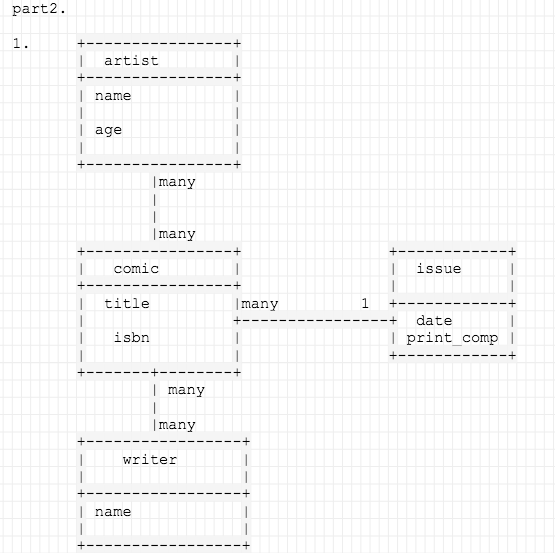 part2.
1.
artist
name
age
many
many
comic issue
title many 1
date
isbn print_comp
many
many
writer
name